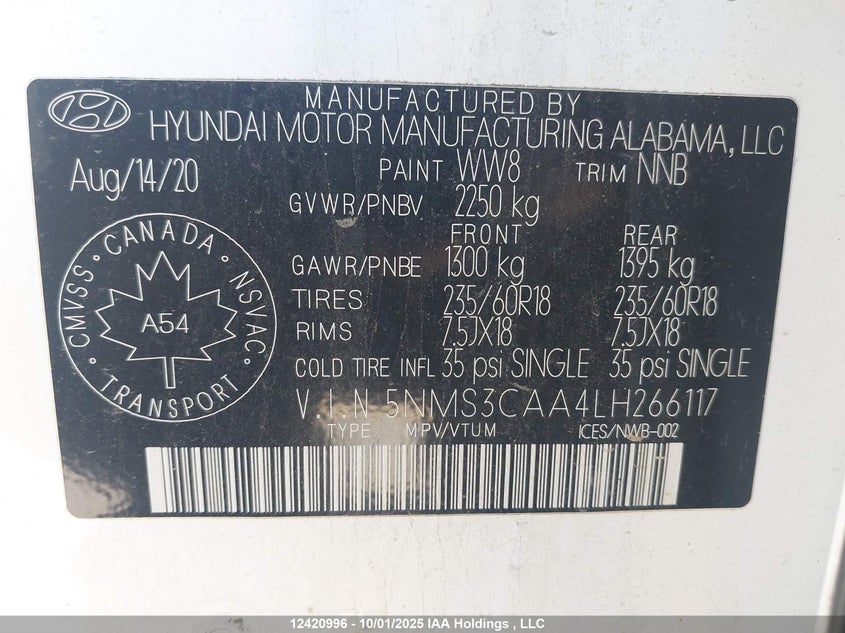 MANUFACTURED BY
HYUNDAI MOTOR MANUFACTURING ALABAMA, LLC
Aug/14/20 PAINT WW8 TRIM NNB
GVWR/PNBV 2250 kg
FRONT REAR
GAWR/PNBE 1300 kg 1395 kg
TIRES 235/60R18 235/60R18
RIMS 7.5JX18 7.5JX18
COLD TIRE INFL 35 psi SINGLE 35 psi SINGLE
V.I.N 5NMS3CAA4LH266117
TYPE MPV/VTUM ICES/NWB-002
CMVSS • CANADA • NSVAC • TRANSPORT •
A54
12420996 - 10/01/2025 IAA Holdings , LLC